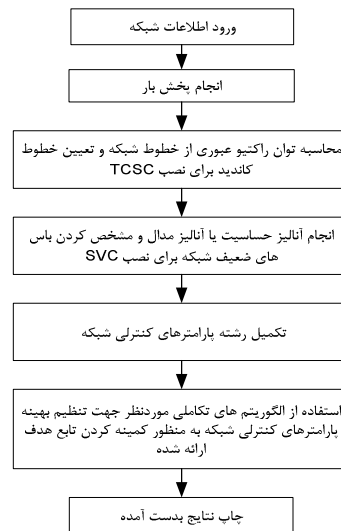 ورود اطلاعات شبکه
انجام پخش بار
محاسبه توان راکتیو عبوری از خطوط شبکه و تعیین خطوط
کاندید برای نصب TCSC
انجام آنالیز حساسیت یا آنالیز مدال و مشخص کردن باس
های ضعیف شبکه برای نصب SVC
تکمیل رشته پارامترهای کنترلی شبکه
استفاده از الگوریتم های تکاملی موردنظر جهت تنظیم بهینه
پارامترهای کنترلی شبکه به منظور کمینه کردن تابع هدف
ارائه شده
چاپ نتایج بدست آمده